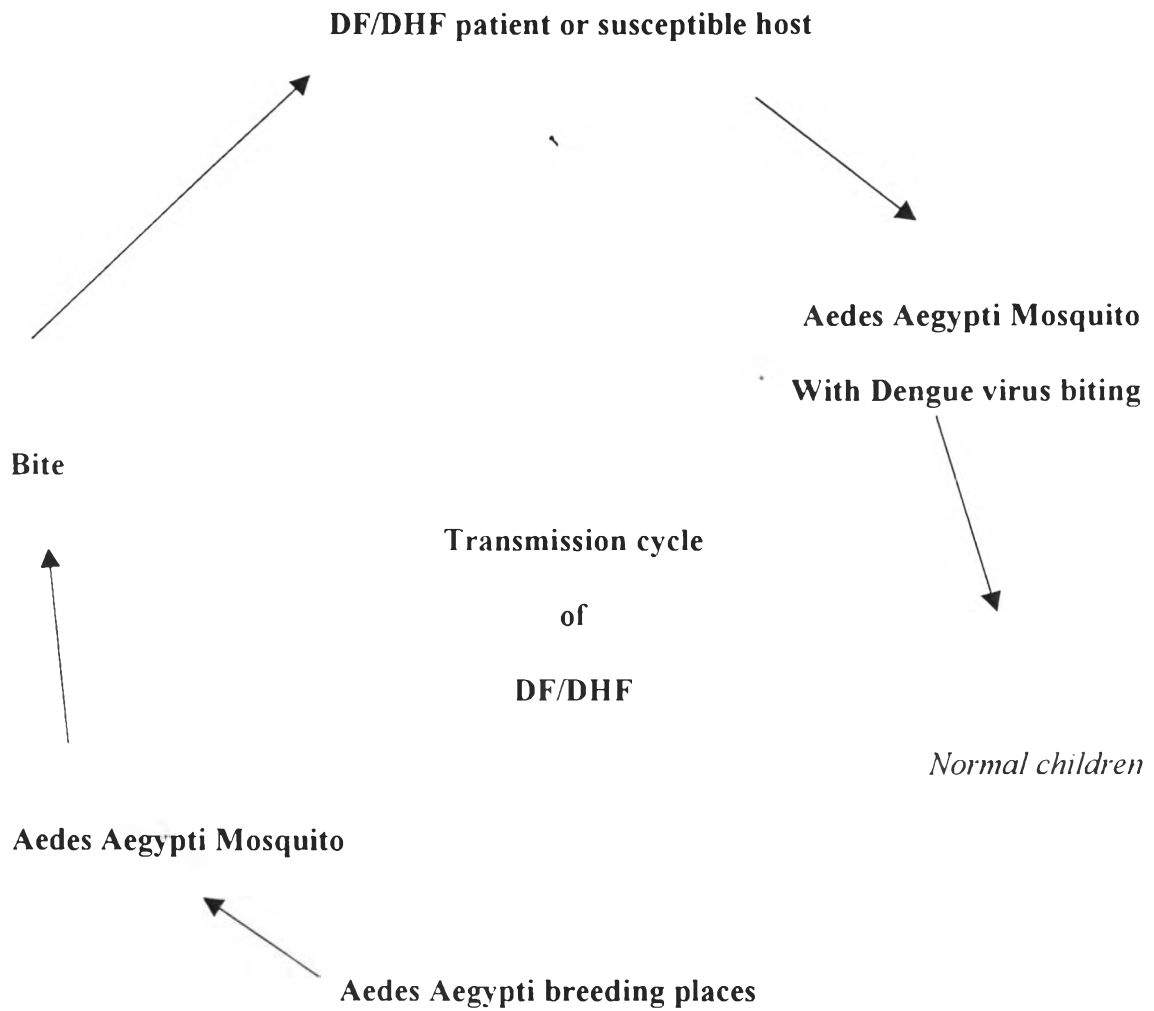 DF/DHF patient or susceptible host
Aedes Aegypti Mosquito
With Dengue virus biting
Bite
Transmission cycle
of
DF/DHF
Normal children
Aedes Aegypti Mosquito
Aedes Aegypti breeding places